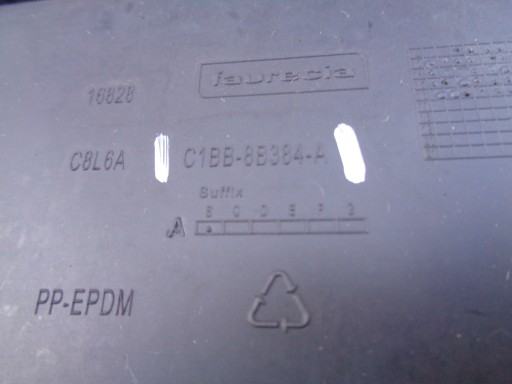 faurecia
16828
C8L6A C1BB-8B384-A
Suffix
B C D E F G
A
PP-EPDM